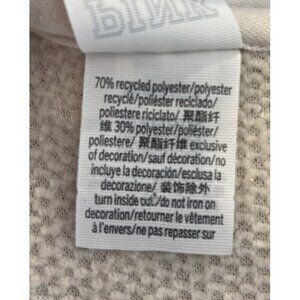 PINK
70% recycled polyester/polyester
recyclé/poliéster reciclado/
poliestere riciclato/ 聚酯纤
维 30% polyester/poliéster/
poliestere/ 聚酯纤维 exclusive
of decoration/sauf décoration/no
incluye la decoración/esclusa la
decorazione/ 装饰除外
turn inside out/ do not iron on
decoration/retourner le vêtement
à l'envers/ne pas repasser sur